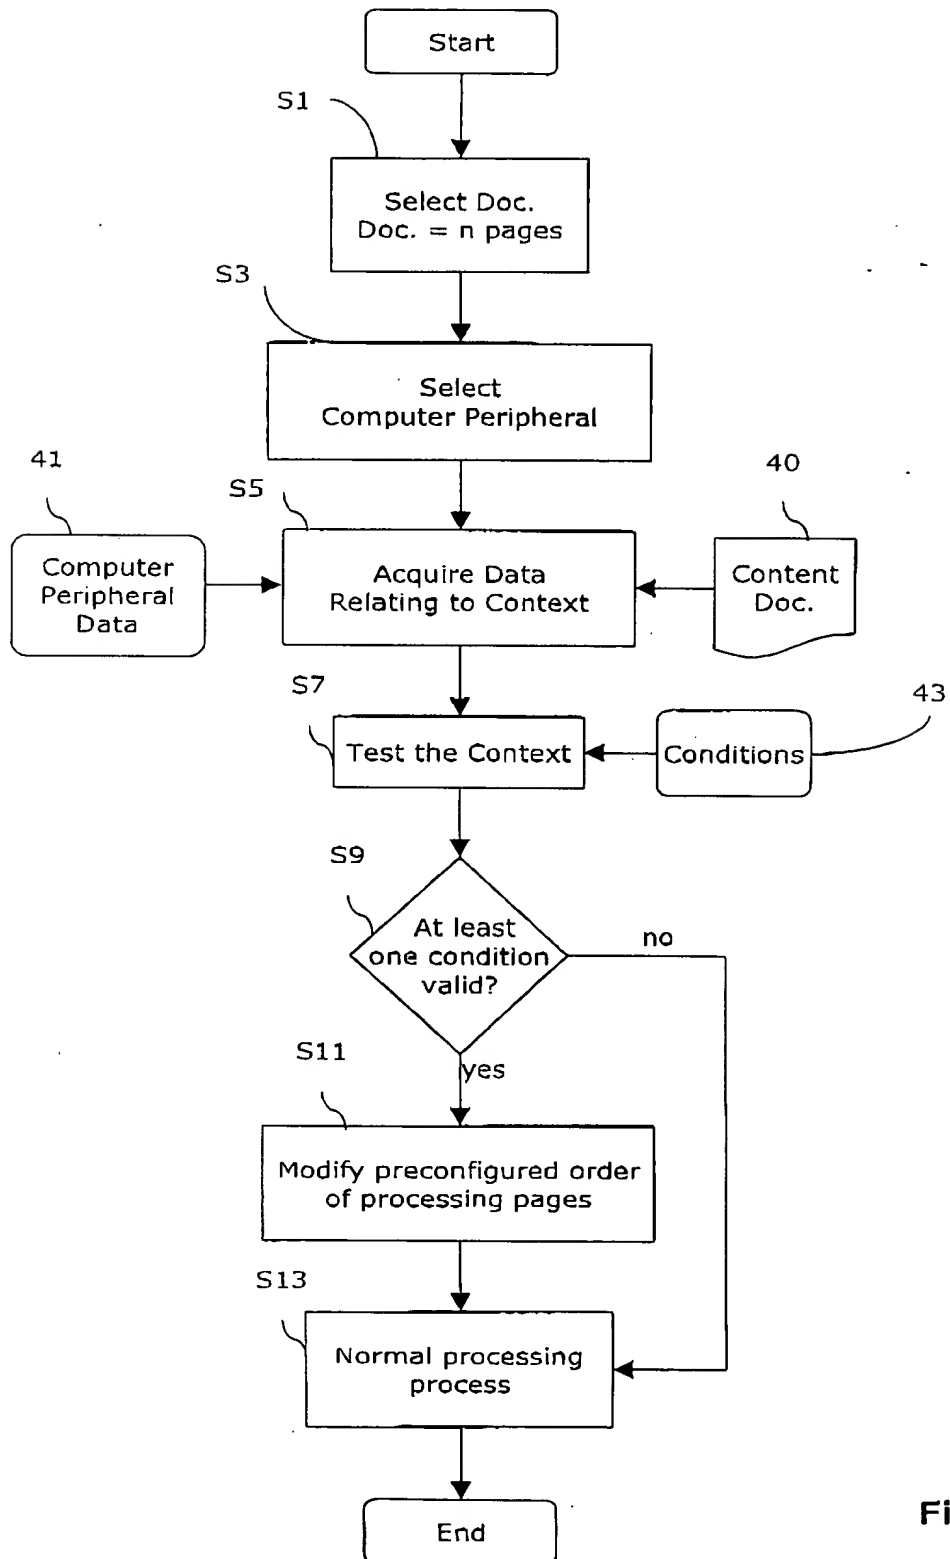 Start
S1
Select Doc.
Doc. = n pages
S3
Select
Computer Peripheral
41
S5
40
Computer
Peripheral
Data
Acquire Data
Relating to Context
Content
Doc.
S7
43
Test the Context
Conditions
S9
At least
one condition
valid?
no
yes
S11
Modify preconfigured order
of processing pages
S13
Normal processing
process
End